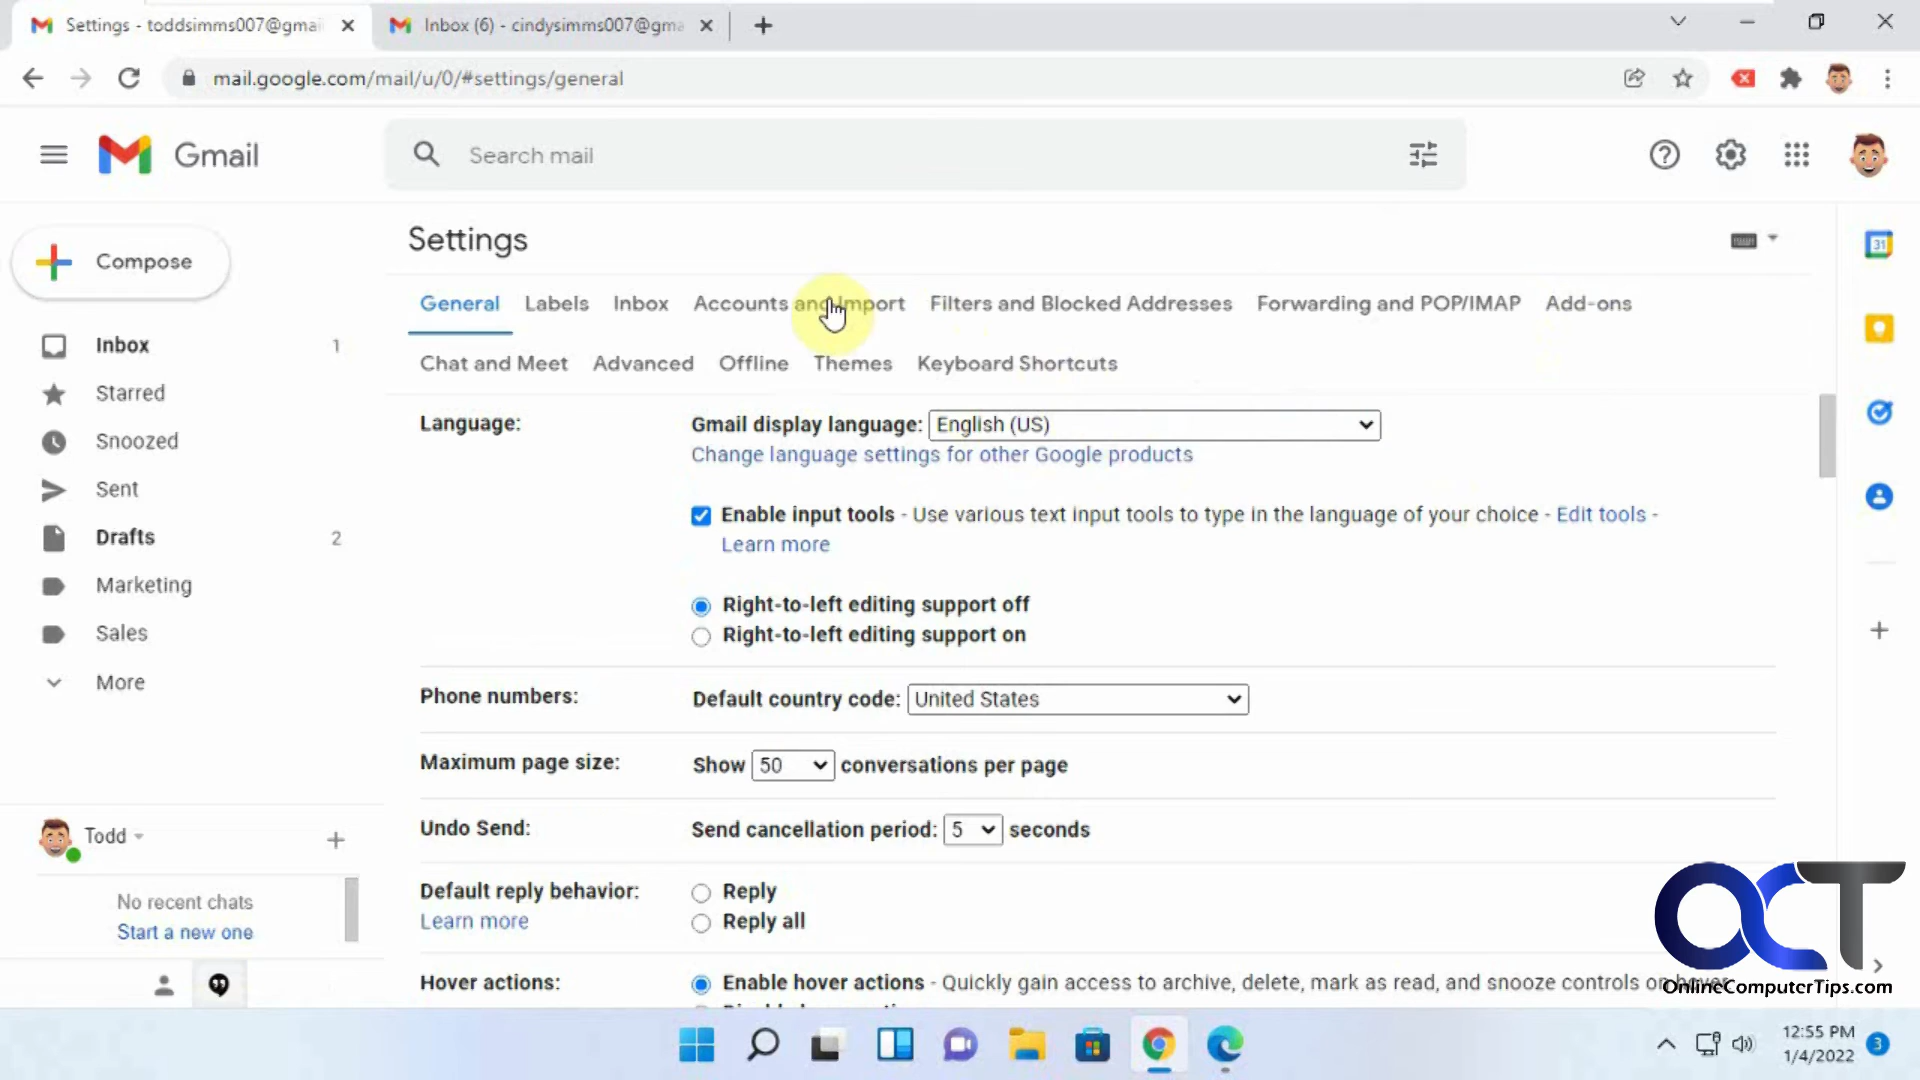 Settings - toddsimms007@gmai
Inbox (6) - cindysimms007@gma
mail.google.com/mail/u/0/#settings/general
Gmail
Search mail
Compose
Inbox 1
Starred
Snoozed
Sent
Drafts 2
Marketing
Sales
More
Todd
No recent chats
Start a new one
Settings
General Labels Inbox Accounts and Import Filters and Blocked Addresses Forwarding and POP/IMAP Add-ons
Chat and Meet Advanced Offline Themes Keyboard Shortcuts
Language: Gmail display language: English (US)
Change language settings for other Google products
Enable input tools - Use various text input tools to type in the language of your choice - Edit tools -
Learn more
Right-to-left editing support off
Right-to-left editing support on
Phone numbers: Default country code: United States
Maximum page size: Show 50 conversations per page
Undo Send: Send cancellation period: 5 seconds
Default reply behavior: Reply
Learn more Reply all
Hover actions: Enable hover actions - Quickly gain access to archive, delete, mark as read, and snooze controls on hover
31
OCT
OnlineComputerTips.com
12:55 PM
1/4/2022
3